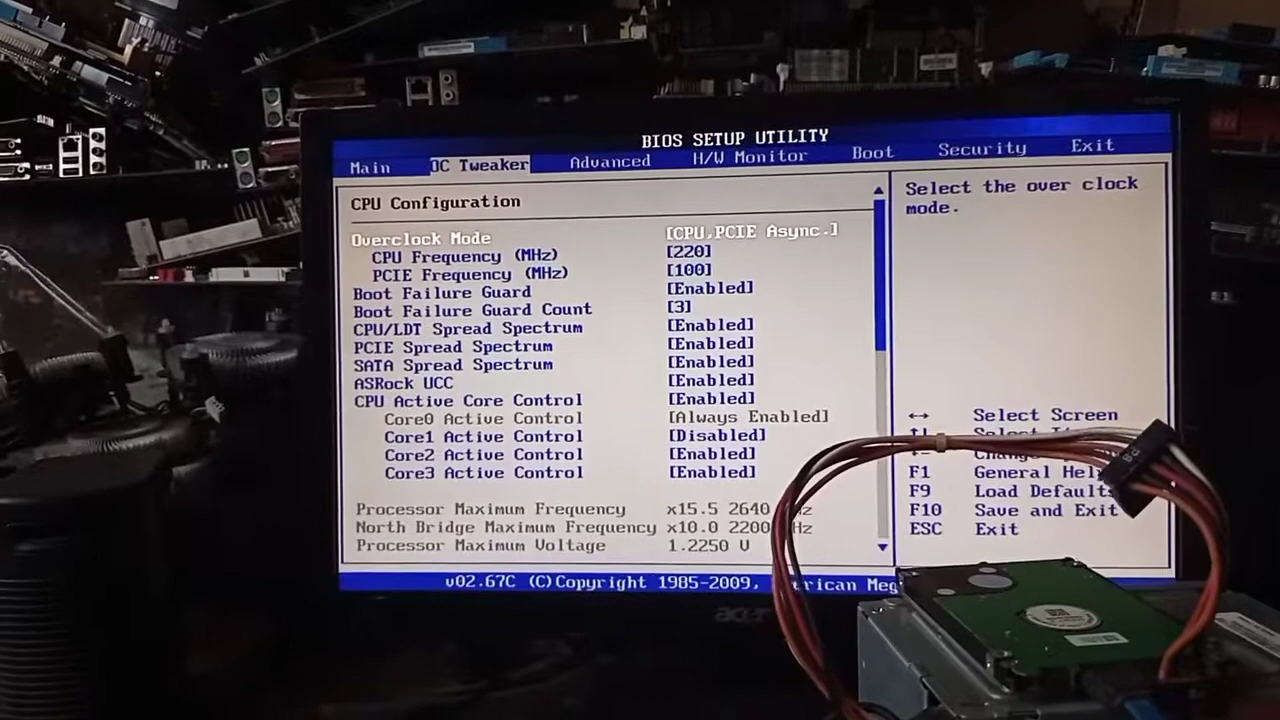 BIOS SETUP UTILITY
Main OC Tweaker Advanced H/W Monitor Boot Security Exit
CPU Configuration
Overclock Mode [CPU,PCIE Async.]
CPU Frequency (MHz) [220]
PCIE Frequency (MHz) [100]
Boot Failure Guard [Enabled]
Boot Failure Guard Count [3]
CPU/LDT Spread Spectrum [Enabled]
PCIE Spread Spectrum [Enabled]
SATA Spread Spectrum [Enabled]
ASRock UCC [Enabled]
CPU Active Core Control [Enabled]
Core0 Active Control [Always Enabled]
Core1 Active Control [Disabled]
Core2 Active Control [Enabled]
Core3 Active Control [Enabled]
Processor Maximum Frequency x15.5 2640
North Bridge Maximum Frequency x10.0 2200 Hz
Processor Maximum Voltage 1.2250 V
Select the over clock
mode.
↔ Select Screen
↑↓ Select
F1 General Help
F9 Load Defaults
F10 Save and Exit
ESC Exit
v02.67C (C)Copyright 1985-2009,
acer
P8